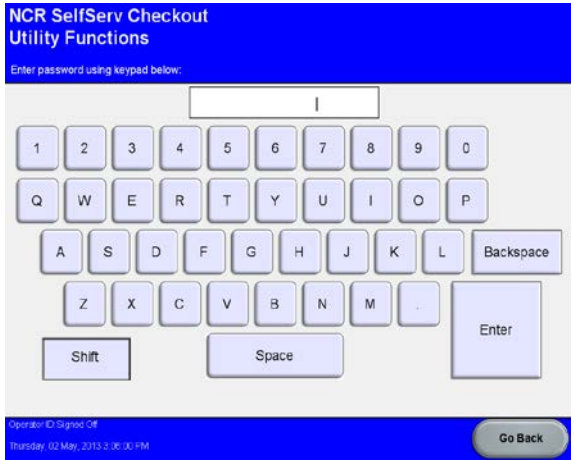 NCR SelfServ Checkout
Utility Functions
Enter password using keypad below:
1 2 3 4 5 6 7 8 9 0
Q W E R T Y U I O P
A S D F G H J K L Backspace
Z X C V B N M .
Enter
Shift Space
Operator ID:Signed Off
Thursday, 02 May, 2013 3:06:00 PM
Go Back